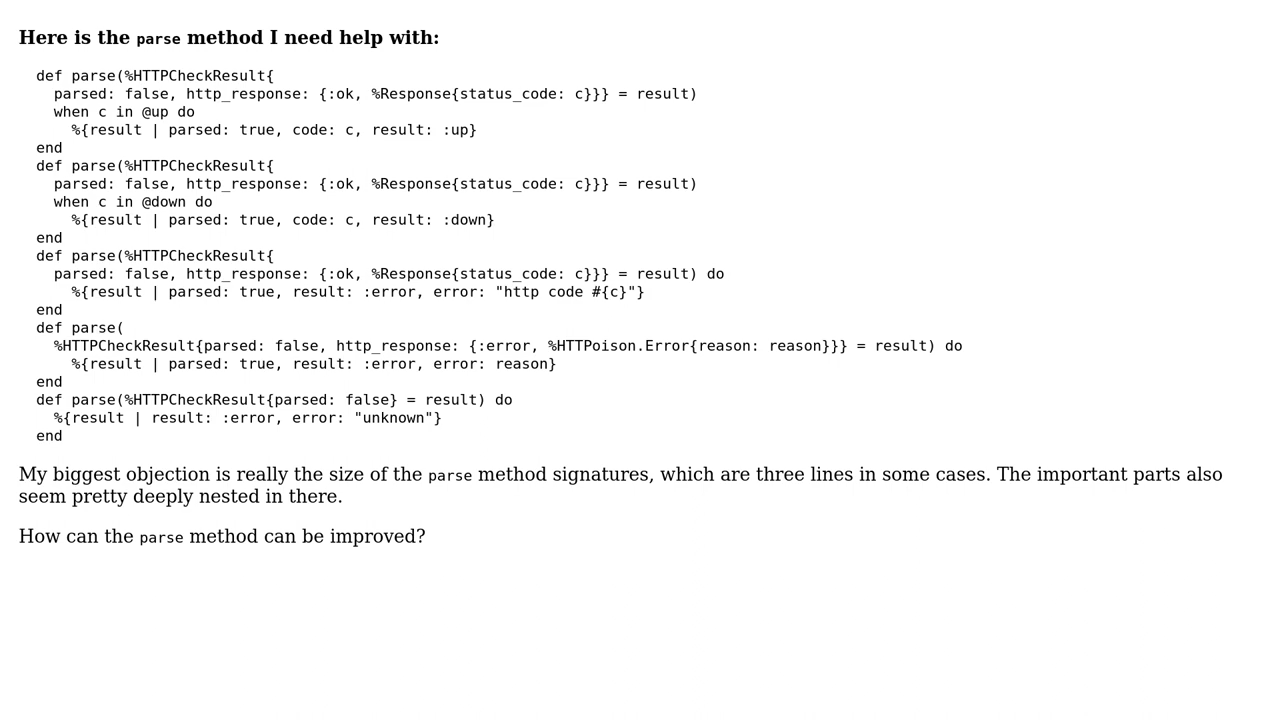 Here is the parse method I need help with:
def parse(%HTTPCheckResult{
  parsed: false, http_response: {:ok, %Response{status_code: c}}} = result)
  when c in @up do
    %{result | parsed: true, code: c, result: :up}
end
def parse(%HTTPCheckResult{
  parsed: false, http_response: {:ok, %Response{status_code: c}}} = result)
  when c in @down do
    %{result | parsed: true, code: c, result: :down}
end
def parse(%HTTPCheckResult{
  parsed: false, http_response: {:ok, %Response{status_code: c}}} = result) do
    %{result | parsed: true, result: :error, error: "http code #{c}"}
end
def parse(
  %HTTPCheckResult{parsed: false, http_response: {:error, %HTTPoison.Error{reason: reason}}} = result) do
    %{result | parsed: true, result: :error, error: reason}
end
def parse(%HTTPCheckResult{parsed: false} = result) do
  %{result | result: :error, error: "unknown"}
end
My biggest objection is really the size of the parse method signatures, which are three lines in some cases. The important parts also
seem pretty deeply nested in there.
How can the parse method can be improved?